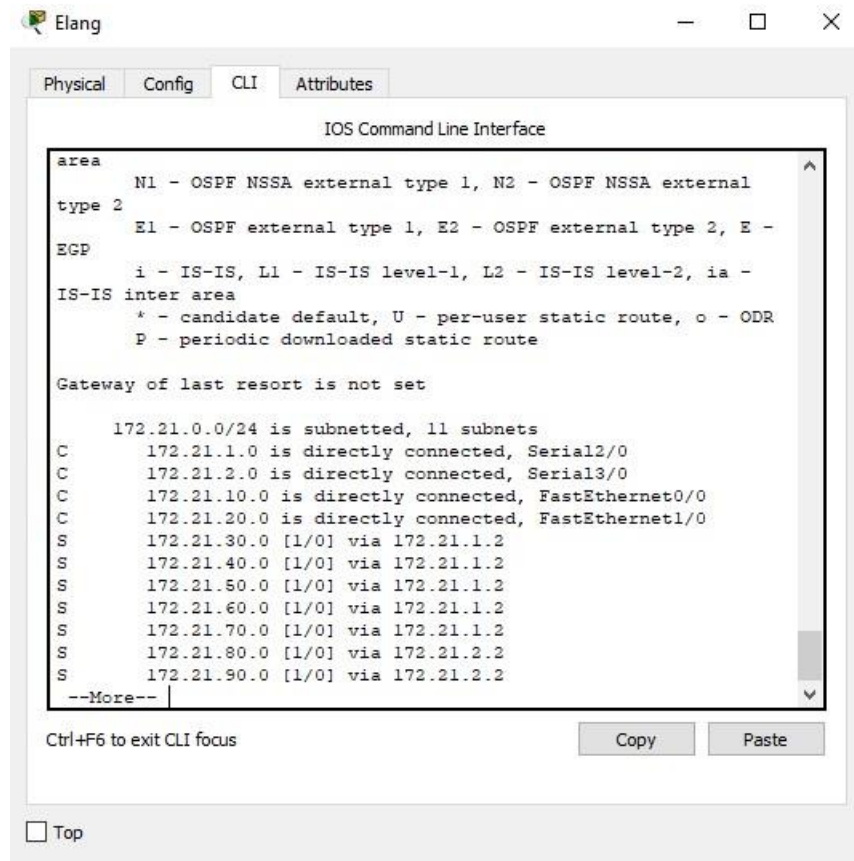 Elang
Physical Config CLI Attributes
IOS Command Line Interface
area
N1 - OSPF NSSA external type 1, N2 - OSPF NSSA external
type 2
E1 - OSPF external type 1, E2 - OSPF external type 2, E -
EGP
i - IS-IS, L1 - IS-IS level-1, L2 - IS-IS level-2, ia -
IS-IS inter area
* - candidate default, U - per-user static route, o - ODR
P - periodic downloaded static route
Gateway of last resort is not set
172.21.0.0/24 is subnetted, 11 subnets
C 172.21.1.0 is directly connected, Serial2/0
C 172.21.2.0 is directly connected, Serial3/0
C 172.21.10.0 is directly connected, FastEthernet0/0
C 172.21.20.0 is directly connected, FastEthernet1/0
S 172.21.30.0 [1/0] via 172.21.1.2
S 172.21.40.0 [1/0] via 172.21.1.2
S 172.21.50.0 [1/0] via 172.21.1.2
S 172.21.60.0 [1/0] via 172.21.1.2
S 172.21.70.0 [1/0] via 172.21.1.2
S 172.21.80.0 [1/0] via 172.21.2.2
S 172.21.90.0 [1/0] via 172.21.2.2
--More--
Ctrl+F6 to exit CLI focus
Copy Paste
Top